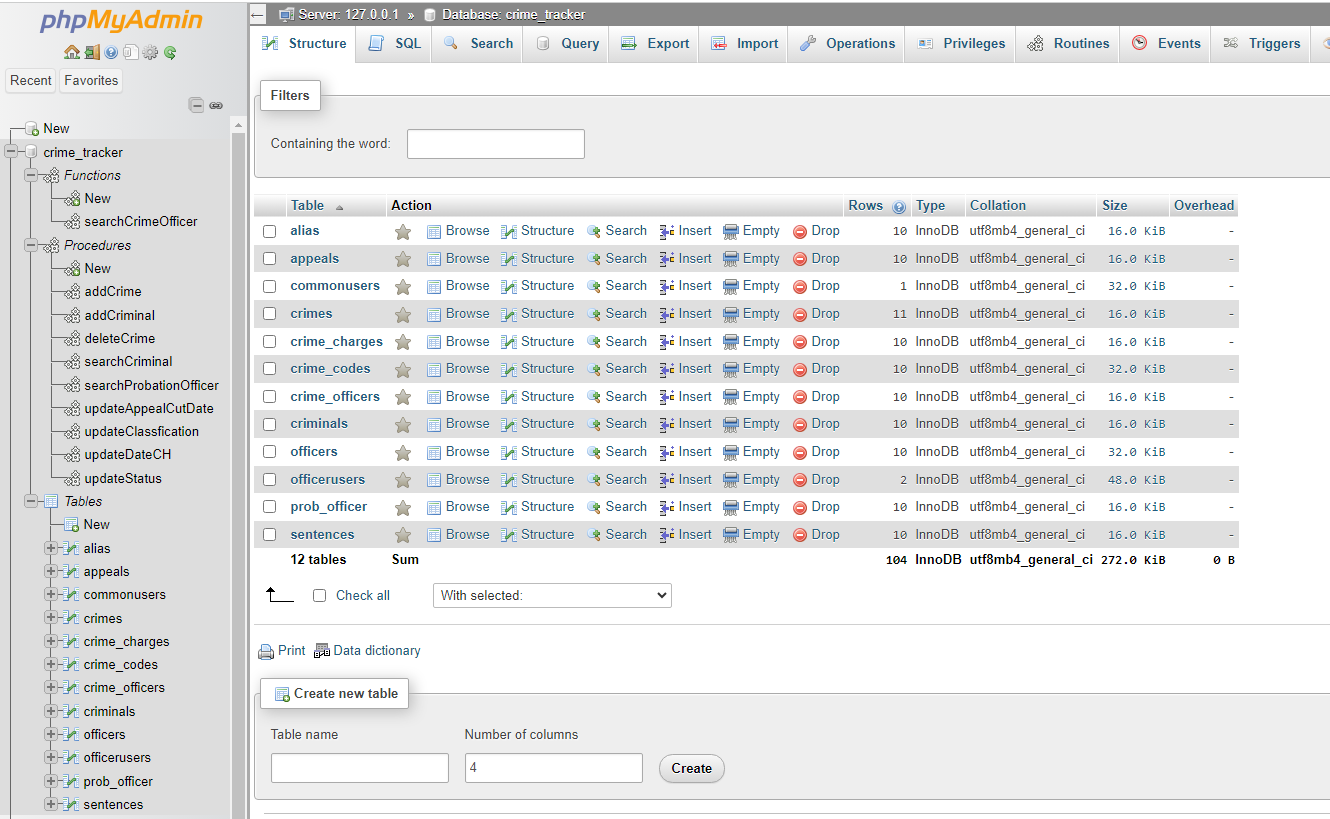 phpMyAdmin
Recent Favorites
New
crime_tracker
Functions
New
searchCrimeOfficer
Procedures
New
addCrime
addCriminal
deleteCrime
searchCriminal
searchProbationOfficer
updateAppealCutDate
updateClassfication
updateDateCH
updateStatus
Tables
New
alias
appeals
commonusers
crimes
crime_charges
crime_codes
crime_officers
criminals
officers
officerusers
prob_officer
sentences
Server: 127.0.0.1 » Database: crime_tracker
Structure SQL Search Query Export Import Operations Privileges Routines Events Triggers
Filters
Containing the word:
Table Action Rows Type Collation Size Overhead
alias Browse Structure Search Insert Empty Drop 10 InnoDB utf8mb4_general_ci 16.0 KiB -
appeals Browse Structure Search Insert Empty Drop 10 InnoDB utf8mb4_general_ci 16.0 KiB -
commonusers Browse Structure Search Insert Empty Drop 1 InnoDB utf8mb4_general_ci 32.0 KiB -
crimes Browse Structure Search Insert Empty Drop 11 InnoDB utf8mb4_general_ci 16.0 KiB -
crime_charges Browse Structure Search Insert Empty Drop 10 InnoDB utf8mb4_general_ci 16.0 KiB -
crime_codes Browse Structure Search Insert Empty Drop 10 InnoDB utf8mb4_general_ci 32.0 KiB -
crime_officers Browse Structure Search Insert Empty Drop 10 InnoDB utf8mb4_general_ci 16.0 KiB -
criminals Browse Structure Search Insert Empty Drop 10 InnoDB utf8mb4_general_ci 16.0 KiB -
officers Browse Structure Search Insert Empty Drop 10 InnoDB utf8mb4_general_ci 32.0 KiB -
officerusers Browse Structure Search Insert Empty Drop 2 InnoDB utf8mb4_general_ci 48.0 KiB -
prob_officer Browse Structure Search Insert Empty Drop 10 InnoDB utf8mb4_general_ci 16.0 KiB -
sentences Browse Structure Search Insert Empty Drop 10 InnoDB utf8mb4_general_ci 16.0 KiB -
12 tables Sum 104 InnoDB utf8mb4_general_ci 272.0 KiB 0 B
Check all With selected:
Print Data dictionary
Create new table
Table name Number of columns
4 Create